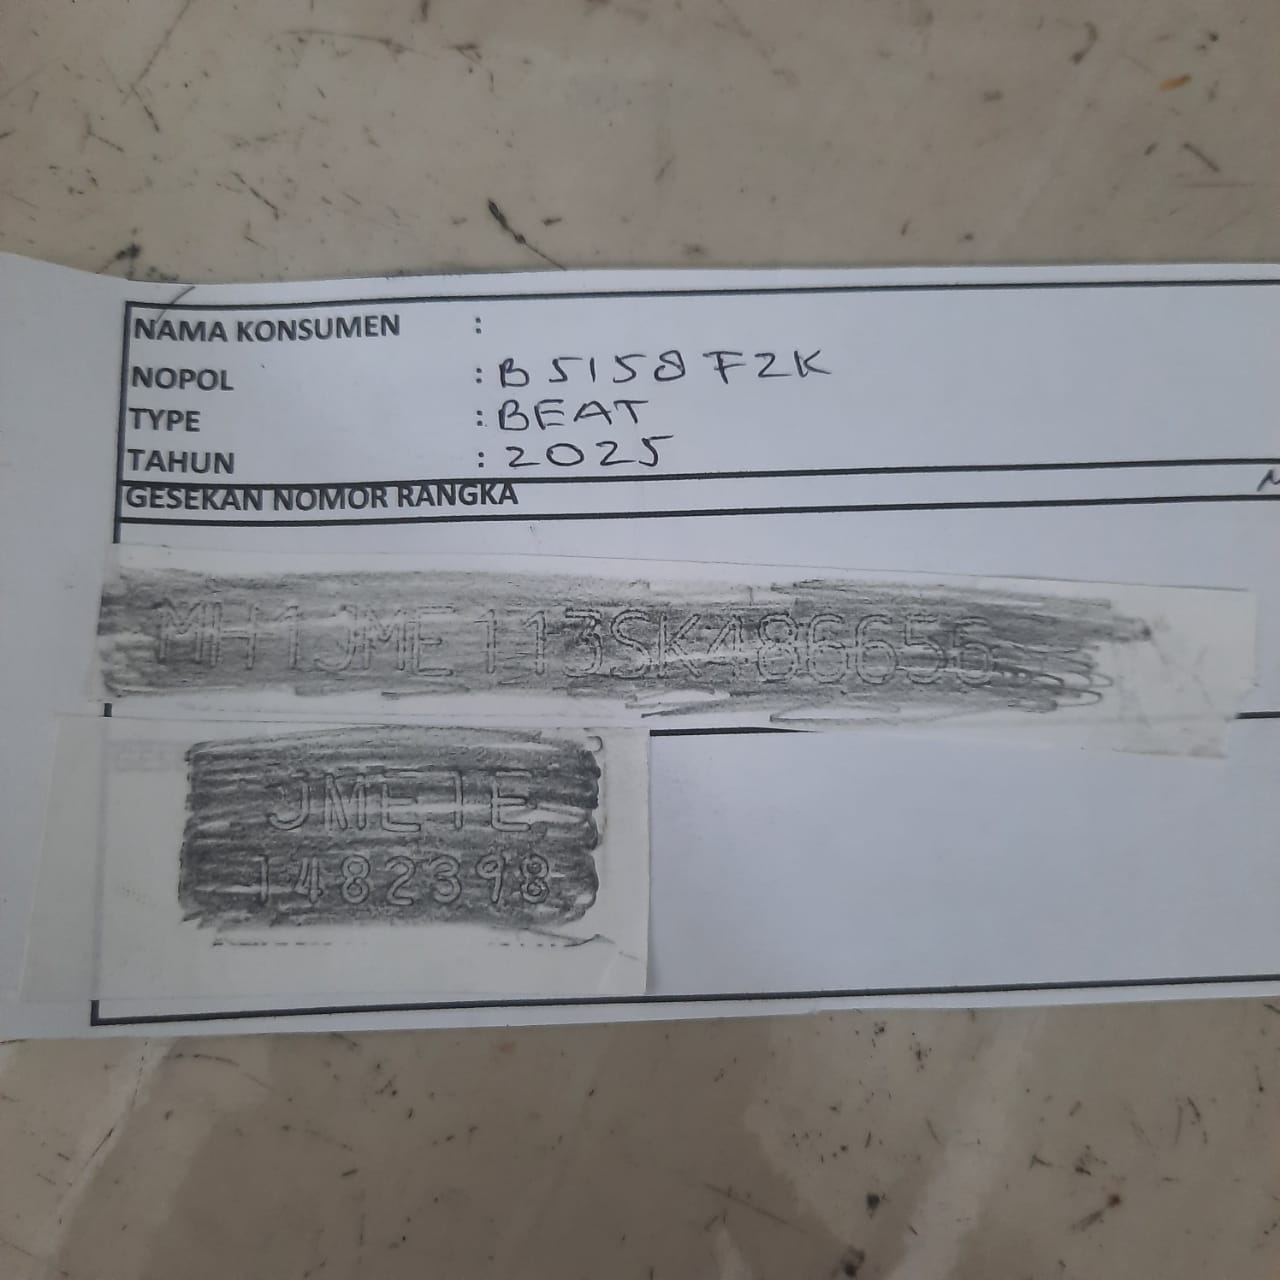 NAMA KONSUMEN :
NOPOL : B 5158 FZK
TYPE : BEAT
TAHUN : 2025
GESEKAN NOMOR RANGKA
MH1JME113SK486656
JME1E
1482398